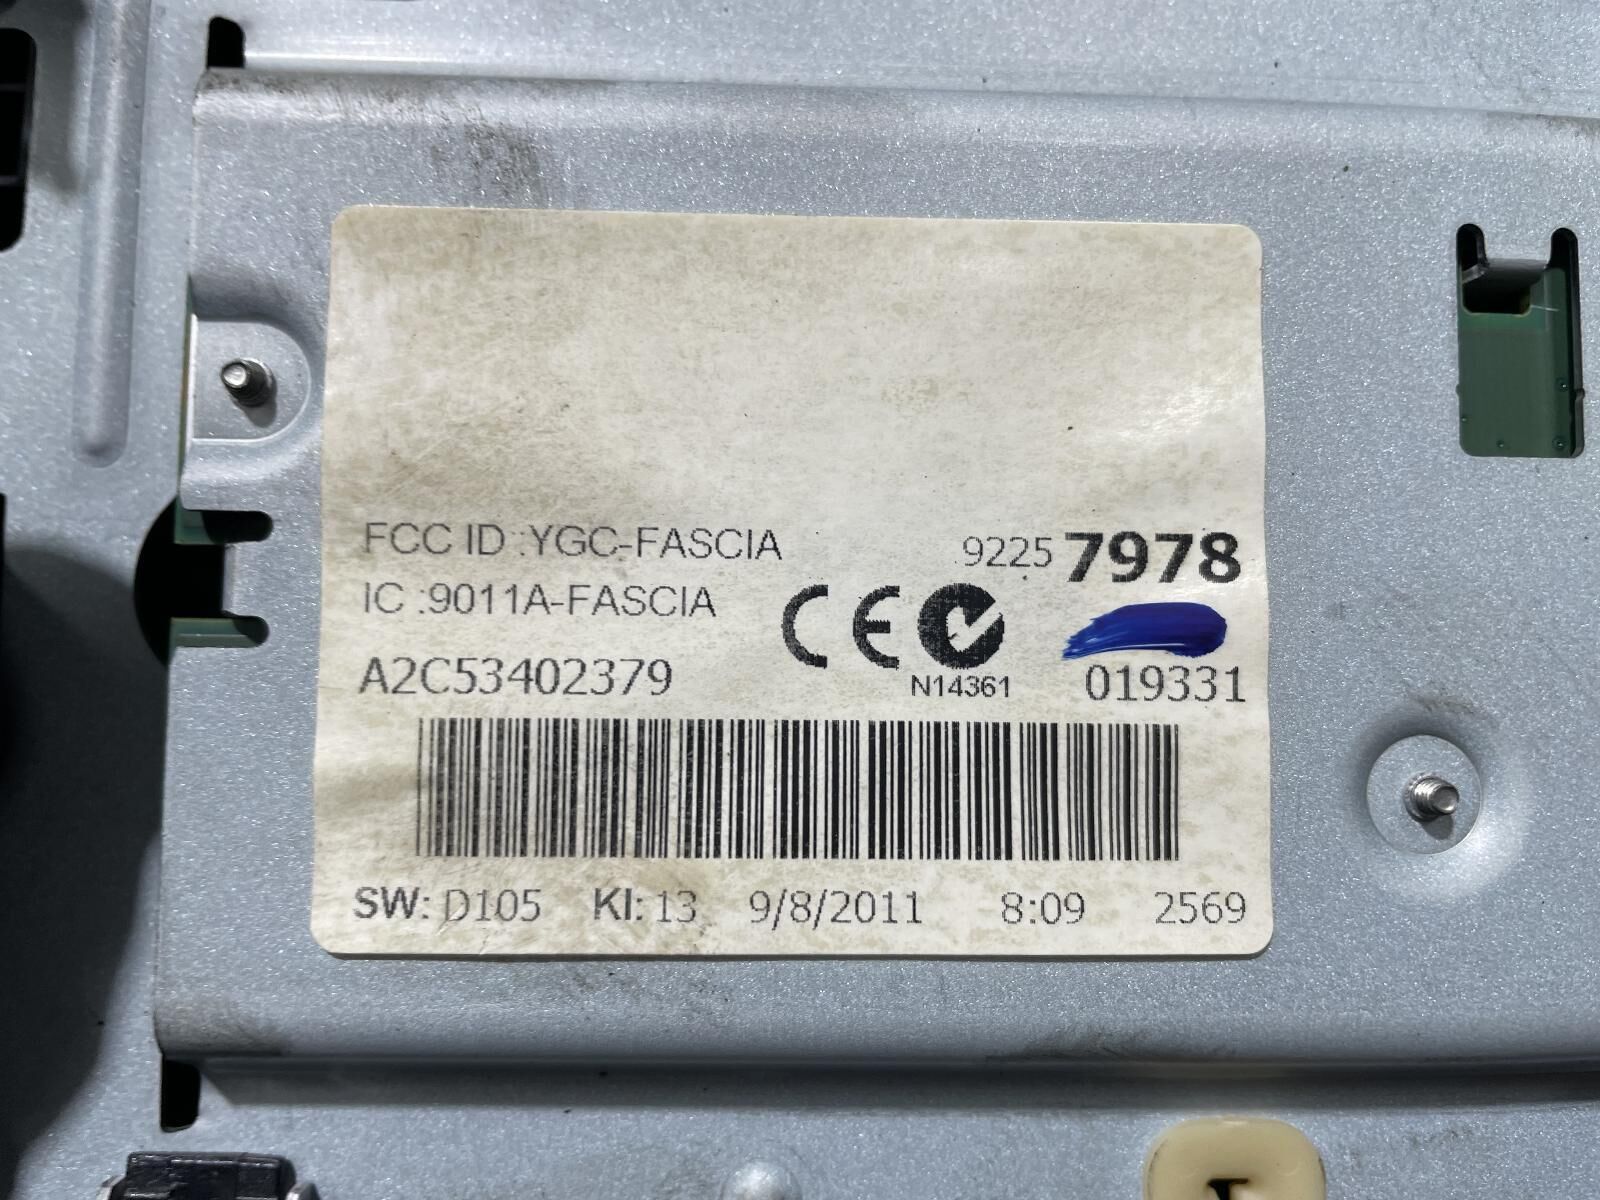 FCC ID :YGC-FASCIA
9225 7978
IC :9011A-FASCIA
CE
A2C53402379
N14361
019331
SW: D105 KI: 13 9/8/2011 8:09 2569